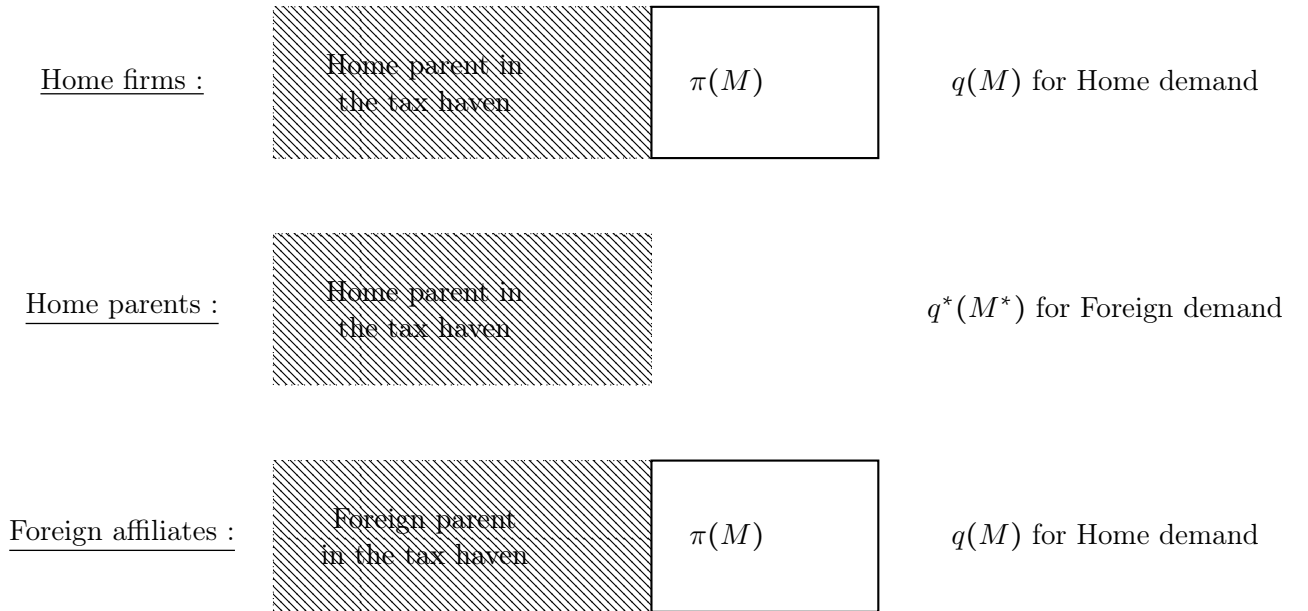 Home firms :
Home parent in
the tax haven
π(M)
q(M) for Home demand
Home parents :
Home parent in
the tax haven
q*(M*) for Foreign demand
Foreign affiliates :
Foreign parent
in the tax haven
π(M)
q(M) for Home demand